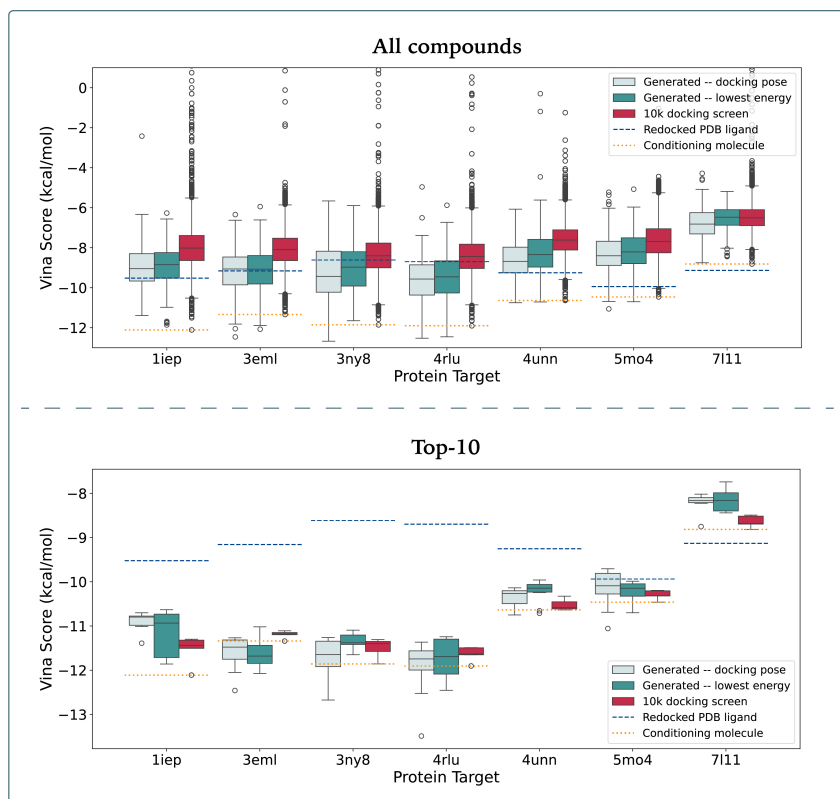 All compounds
Vina Score (kcal/mol)
0
−2
−4
−6
−8
−10
−12
Generated -- docking pose
Generated -- lowest energy
10k docking screen
Redocked PDB ligand
Conditioning molecule
1iep 3eml 3ny8 4rlu 4unn 5mo4 7l11
Protein Target
Top-10
Vina Score (kcal/mol)
−8
−9
−10
−11
−12
−13
Generated -- docking pose
Generated -- lowest energy
10k docking screen
Redocked PDB ligand
Conditioning molecule
1iep 3eml 3ny8 4rlu 4unn 5mo4 7l11
Protein Target